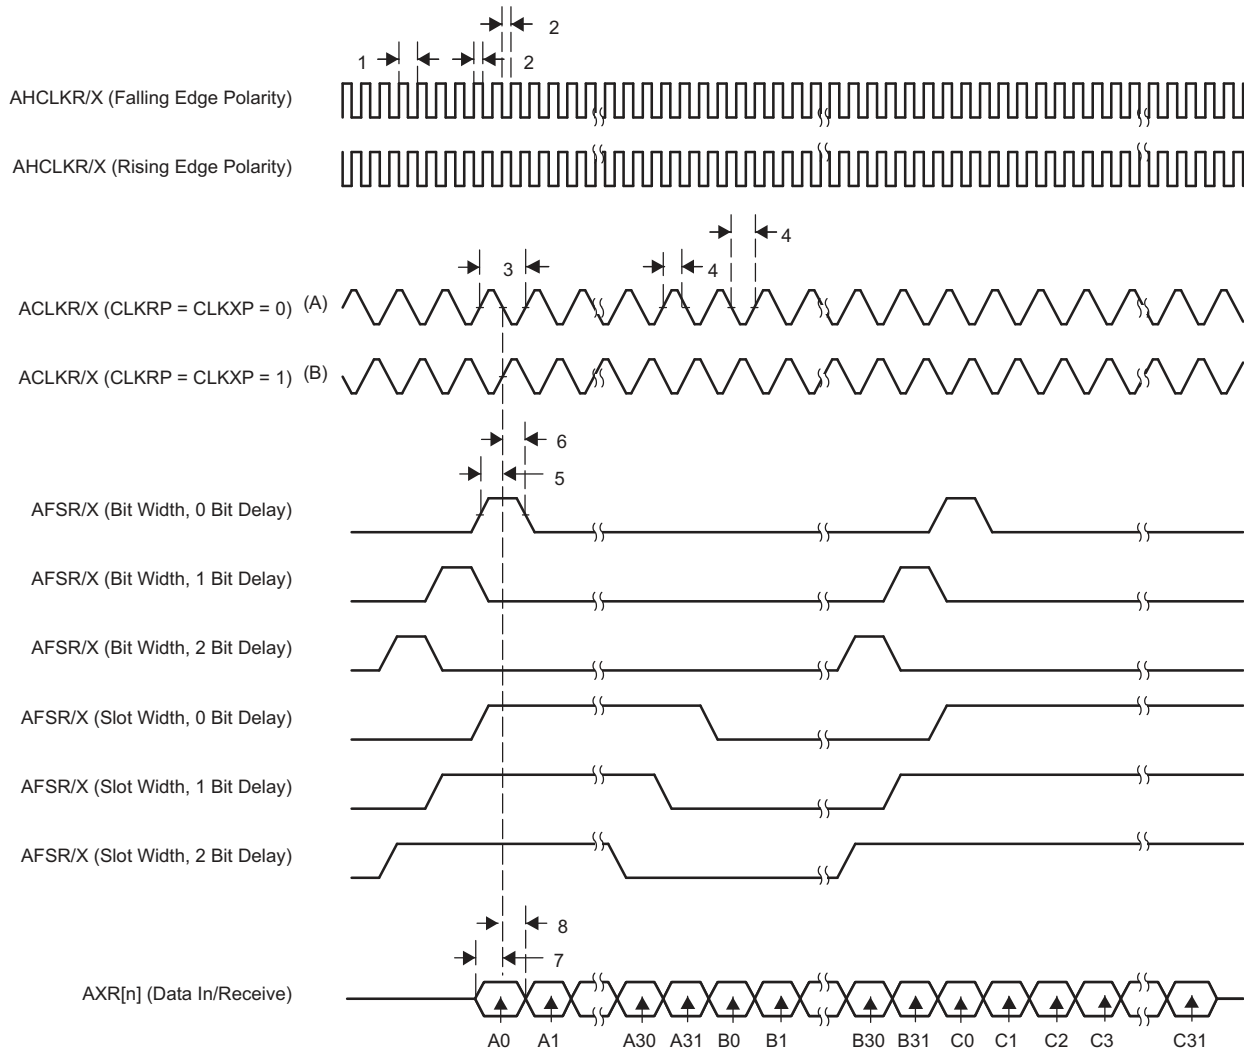 2
1
2
AHCLKR/X (Falling Edge Polarity)
AHCLKR/X (Rising Edge Polarity)
4
3
4
ACLKR/X (CLKRP = CLKXP = 0) (A)
ACLKR/X (CLKRP = CLKXP = 1) (B)
6
5
AFSR/X (Bit Width, 0 Bit Delay)
AFSR/X (Bit Width, 1 Bit Delay)
AFSR/X (Bit Width, 2 Bit Delay)
AFSR/X (Slot Width, 0 Bit Delay)
AFSR/X (Slot Width, 1 Bit Delay)
AFSR/X (Slot Width, 2 Bit Delay)
8
7
AXR[n] (Data In/Receive)
A0 A1 A30 A31 B0 B1 B30 B31 C0 C1 C2 C3 C31